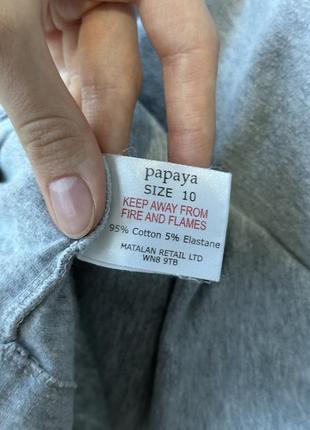 papaya
SIZE 10
KEEP AWAY FROM
FIRE AND FLAMES
95% Cotton 5% Elastane
MATALAN RETAIL LTD
WN8 9TB